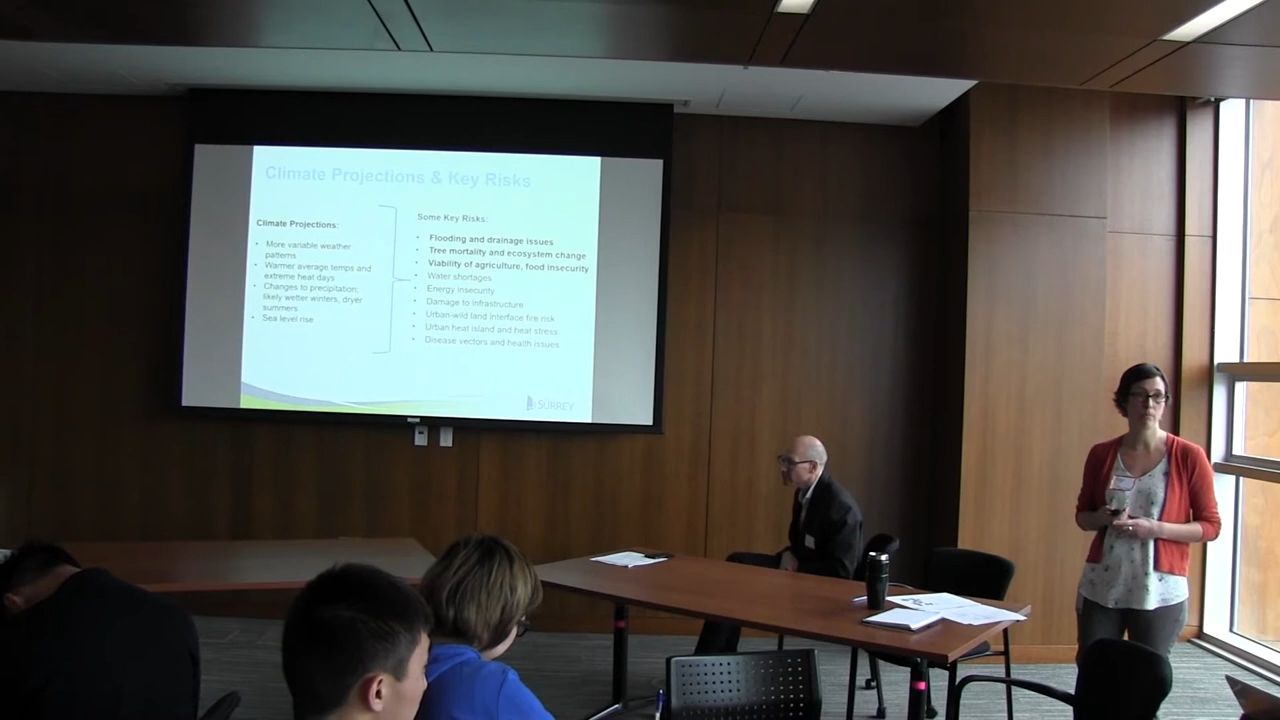 Climate Projections & Key Risks
Climate Projections:
• More variable weather
patterns
• Warmer average temps and
extreme heat days
• Changes to precipitation;
likely wetter winters, dryer
summers
• Sea level rise
Some Key Risks:
• Flooding and drainage issues
• Tree mortality and ecosystem change
• Viability of agriculture, food insecurity
• Water shortages
• Energy insecurity
• Damage to infrastructure
• Urban-wild land interface fire risk
• Urban heat island and heat stress
• Disease vectors and health issues
SURREY